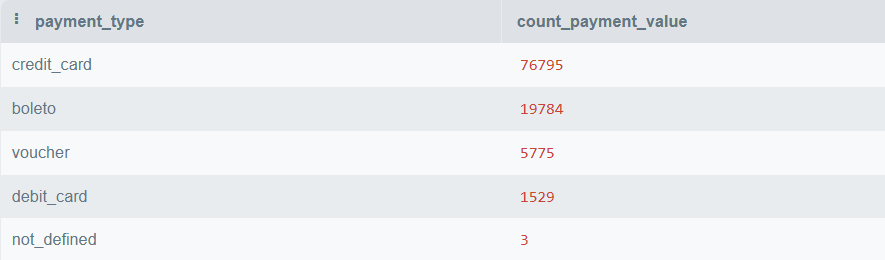 payment_type count_payment_value
credit_card 76795
boleto 19784
voucher 5775
debit_card 1529
not_defined 3